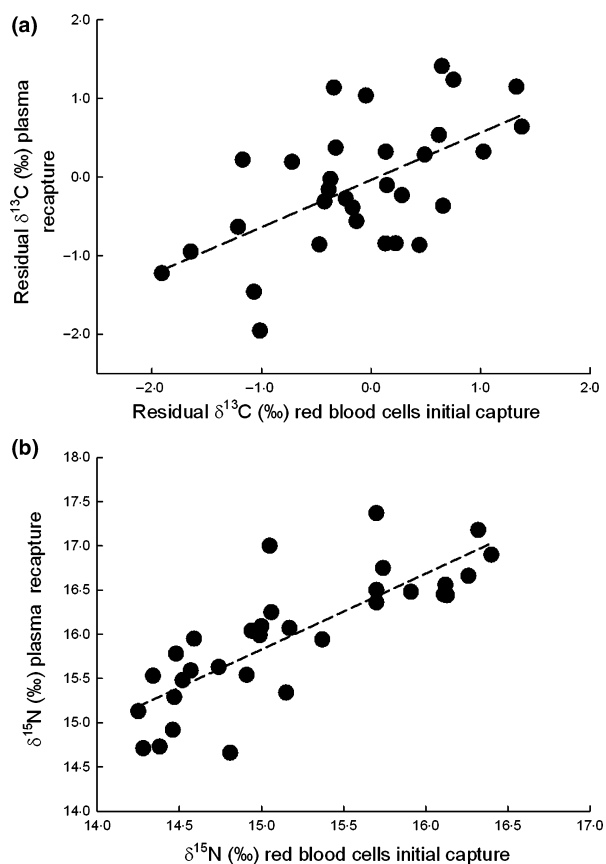 (a)
2·0
1·0
0·0
–1·0
–2·0
Residual δ13C (‰) plasma
recapture
–2·0 –1·0 0·0 1·0 2·0
Residual δ13C (‰) red blood cells initial capture
(b)
18·0
17·5
17·0
16·5
16·0
15·5
15·0
14·5
14·0
δ15N (‰) plasma recapture
14·0 14·5 15·0 15·5 16·0 16·5 17·0
δ15N (‰) red blood cells initial capture